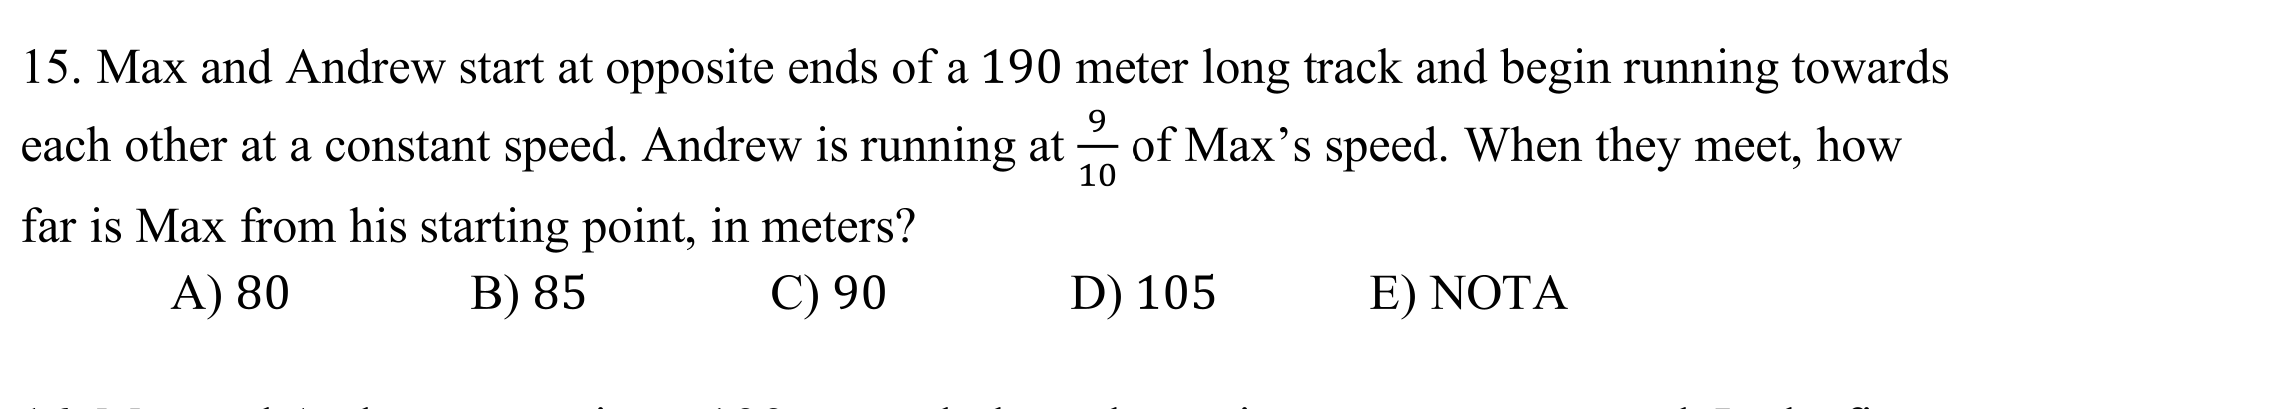 15. Max and Andrew start at opposite ends of a 190 meter long track and begin running towards
each other at a constant speed. Andrew is running at 9/10 of Max’s speed. When they meet, how
far is Max from his starting point, in meters?
A) 80 B) 85 C) 90 D) 105 E) NOTA